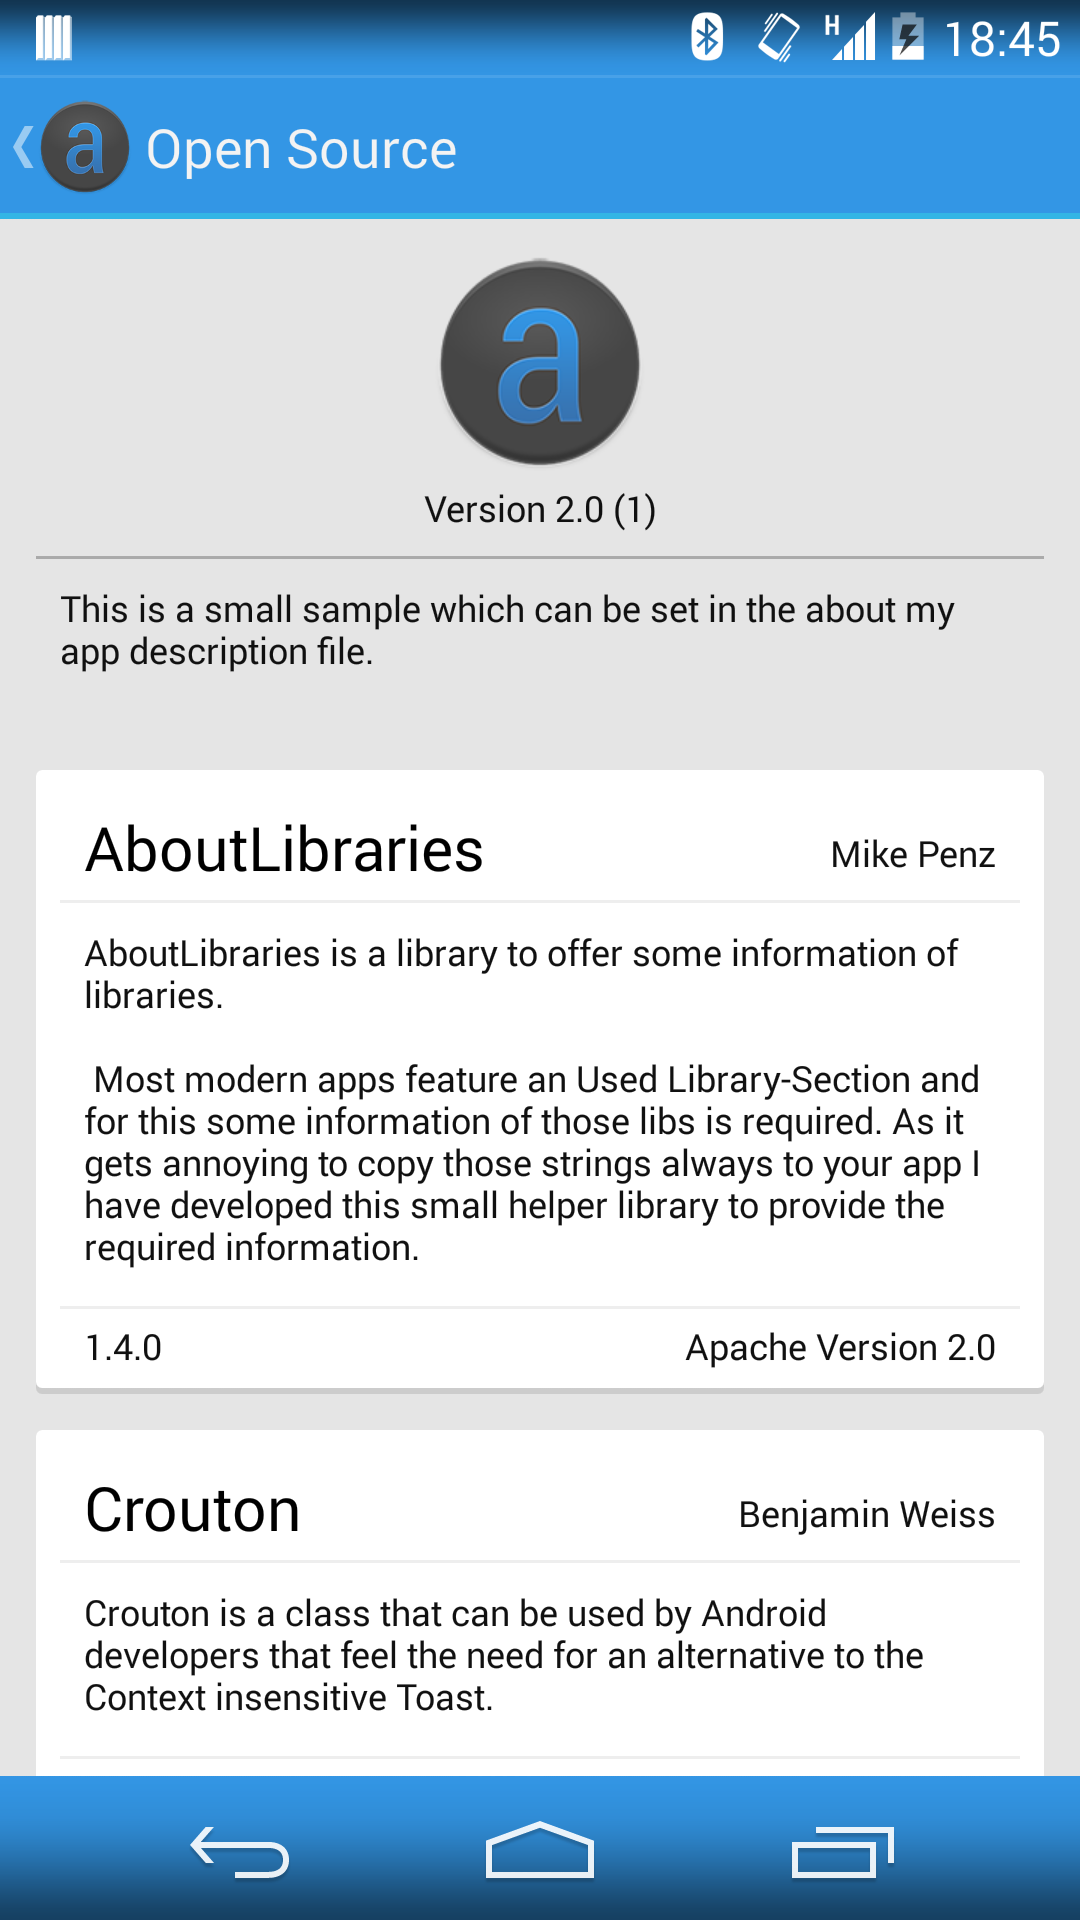 H 18:45
a Open Source
a
Version 2.0 (1)
This is a small sample which can be set in the about my
app description file.
AboutLibraries Mike Penz
AboutLibraries is a library to offer some information of
libraries.
Most modern apps feature an Used Library-Section and
for this some information of those libs is required. As it
gets annoying to copy those strings always to your app I
have developed this small helper library to provide the
required information.
1.4.0 Apache Version 2.0
Crouton Benjamin Weiss
Crouton is a class that can be used by Android
developers that feel the need for an alternative to the
Context insensitive Toast.